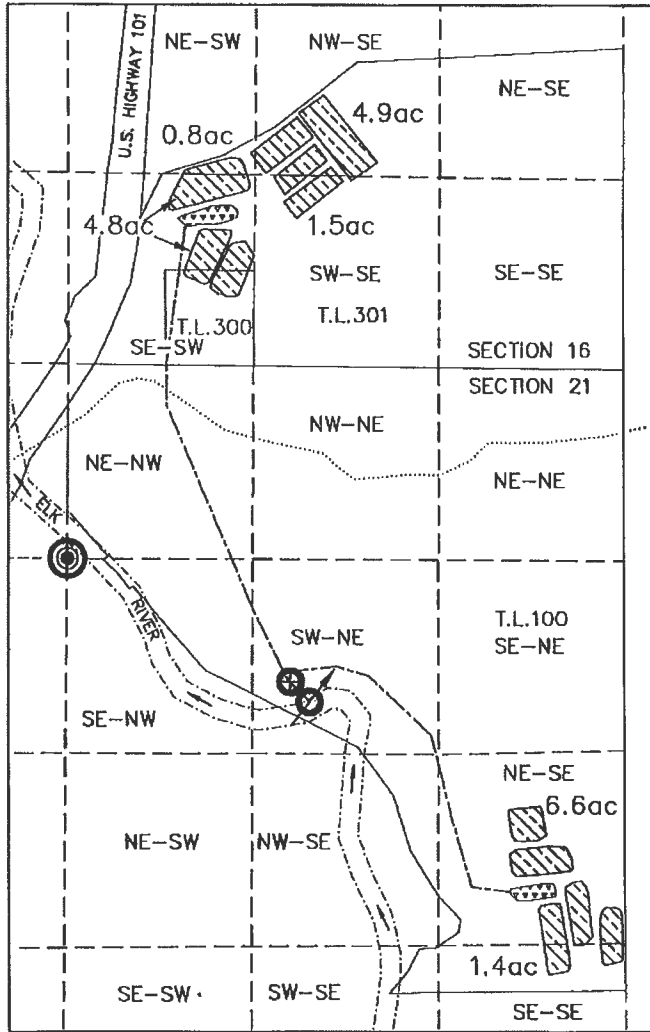 U.S. HIGHWAY 101
NE-SW
NW-SE
NE-SE
4.9ac
0.8ac
4.8ac
1.5ac
SW-SE
SE-SE
T.L.300
T.L.301
SE-SW
SECTION 16
SECTION 21
NW-NE
NE-NW
NE-NE
ELK
RIVER
T.L.100
SW-NE
SE-NE
SE-NW
NE-SE
6.6ac
NE-SW
NW-SE
1.4ac
SE-SW
SW-SE
SE-SE